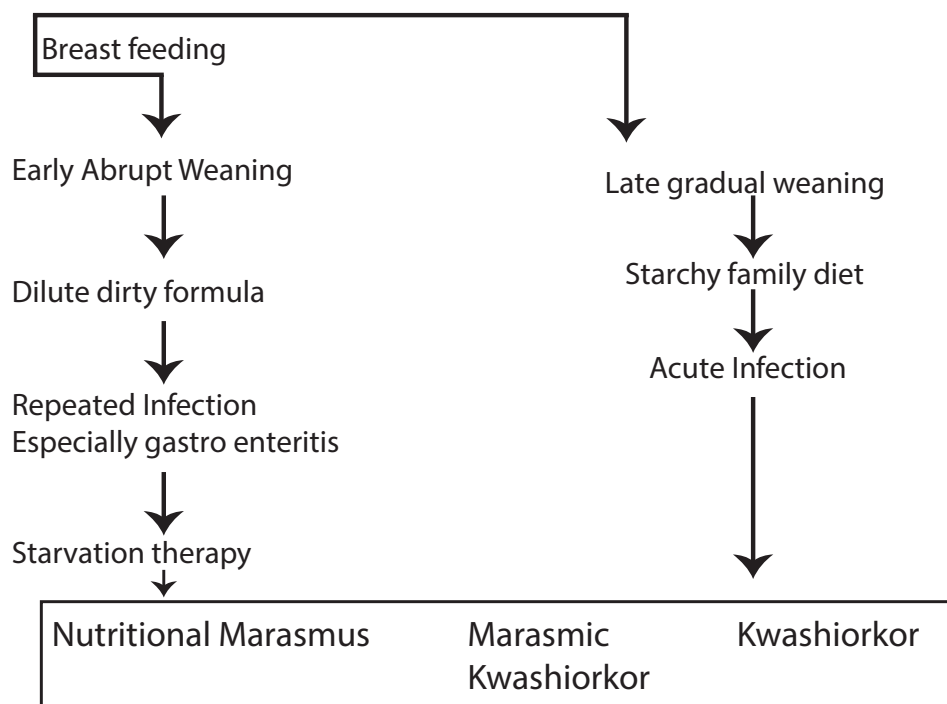 Breast feeding
Early Abrupt Weaning
Dilute dirty formula
Repeated Infection
Especially gastro enteritis
Starvation therapy
Late gradual weaning
Starchy family diet
Acute Infection
Nutritional Marasmus
Marasmic
Kwashiorkor
Kwashiorkor